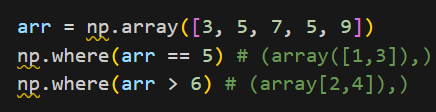 arr = np.array([3, 5, 7, 5, 9])
np.where(arr == 5) # (array([1,3]),)
np.where(arr > 6) # (array[2,4]),)